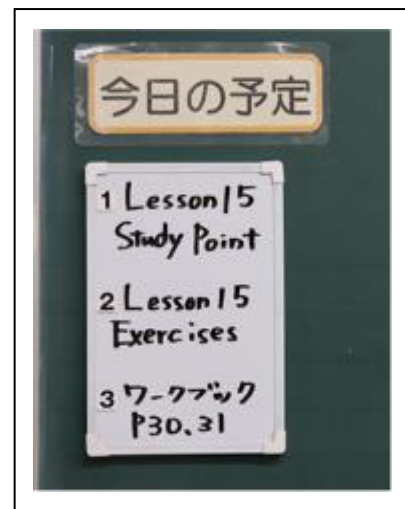 今日の予定
1 Lesson 15
Study Point
2 Lesson 15
Exercises
3 ワークブック
P30.31